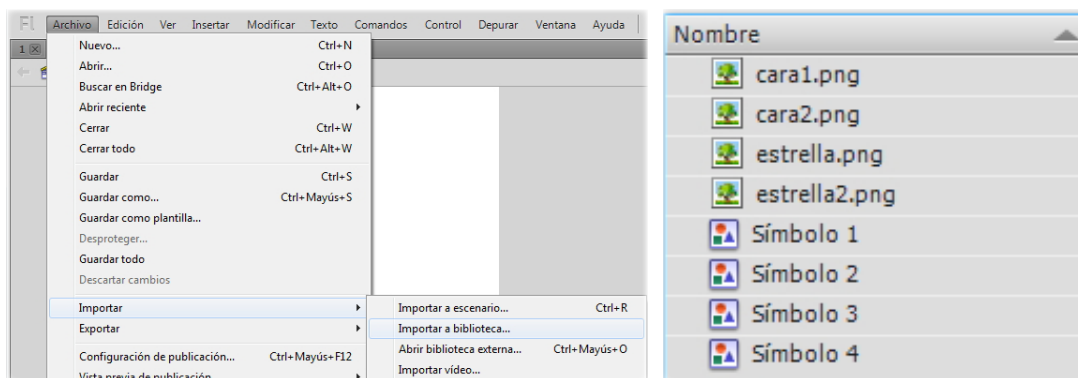 Fl Archivo Edición Ver Insertar Modificar Texto Comandos Control Depurar Ventana Ayuda
1
Nuevo... Ctrl+N
Abrir... Ctrl+O
Buscar en Bridge Ctrl+Alt+O
Abrir reciente
Cerrar Ctrl+W
Cerrar todo Ctrl+Alt+W
Guardar Ctrl+S
Guardar como... Ctrl+Mayús+S
Guardar como plantilla...
Desproteger...
Guardar todo
Descartar cambios
Importar
Exportar
Configuración de publicación... Ctrl+Mayús+F12
Vista previa de publicación
Importar a escenario... Ctrl+R
Importar a biblioteca...
Abrir biblioteca externa... Ctrl+Mayús+O
Importar vídeo...
Nombre
cara1.png
cara2.png
estrella.png
estrella2.png
Símbolo 1
Símbolo 2
Símbolo 3
Símbolo 4